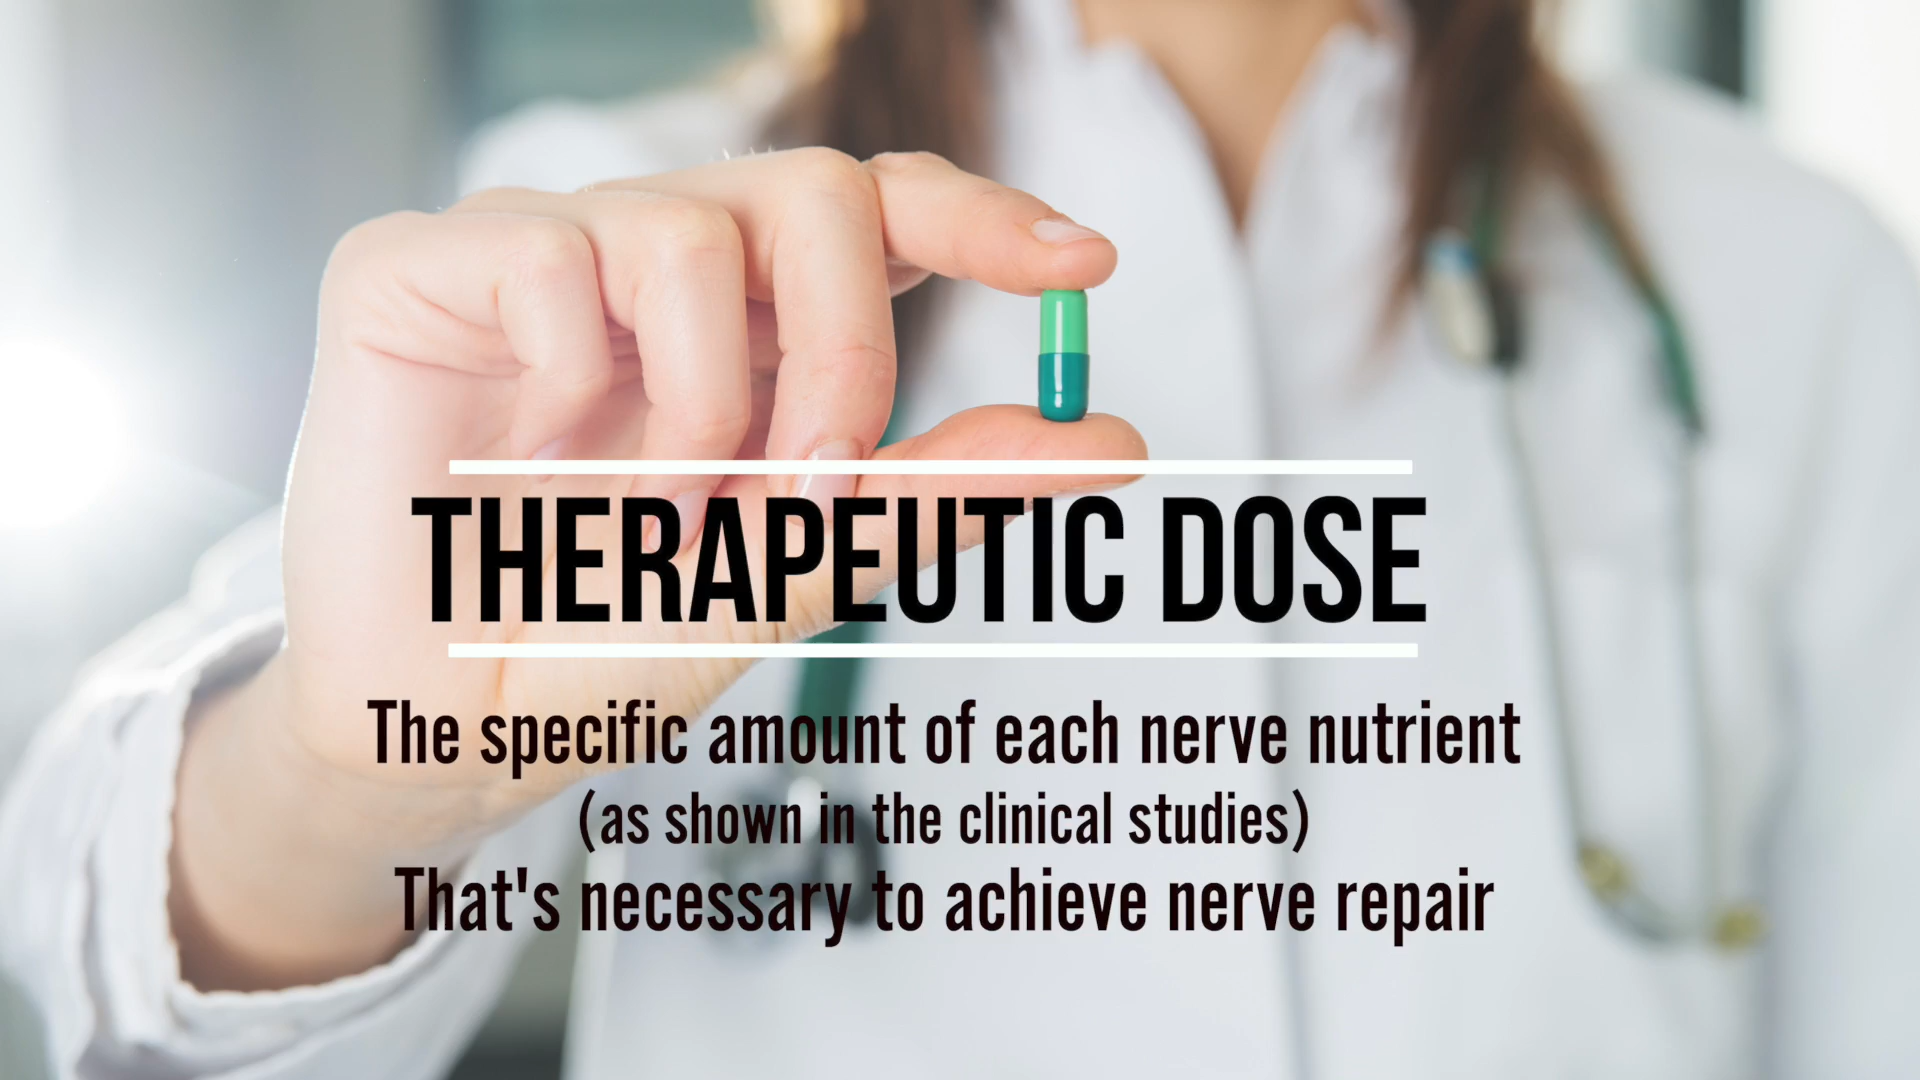 THERAPEUTIC DOSE
The specific amount of each nerve nutrient
(as shown in the clinical studies)
That's necessary to achieve nerve repair